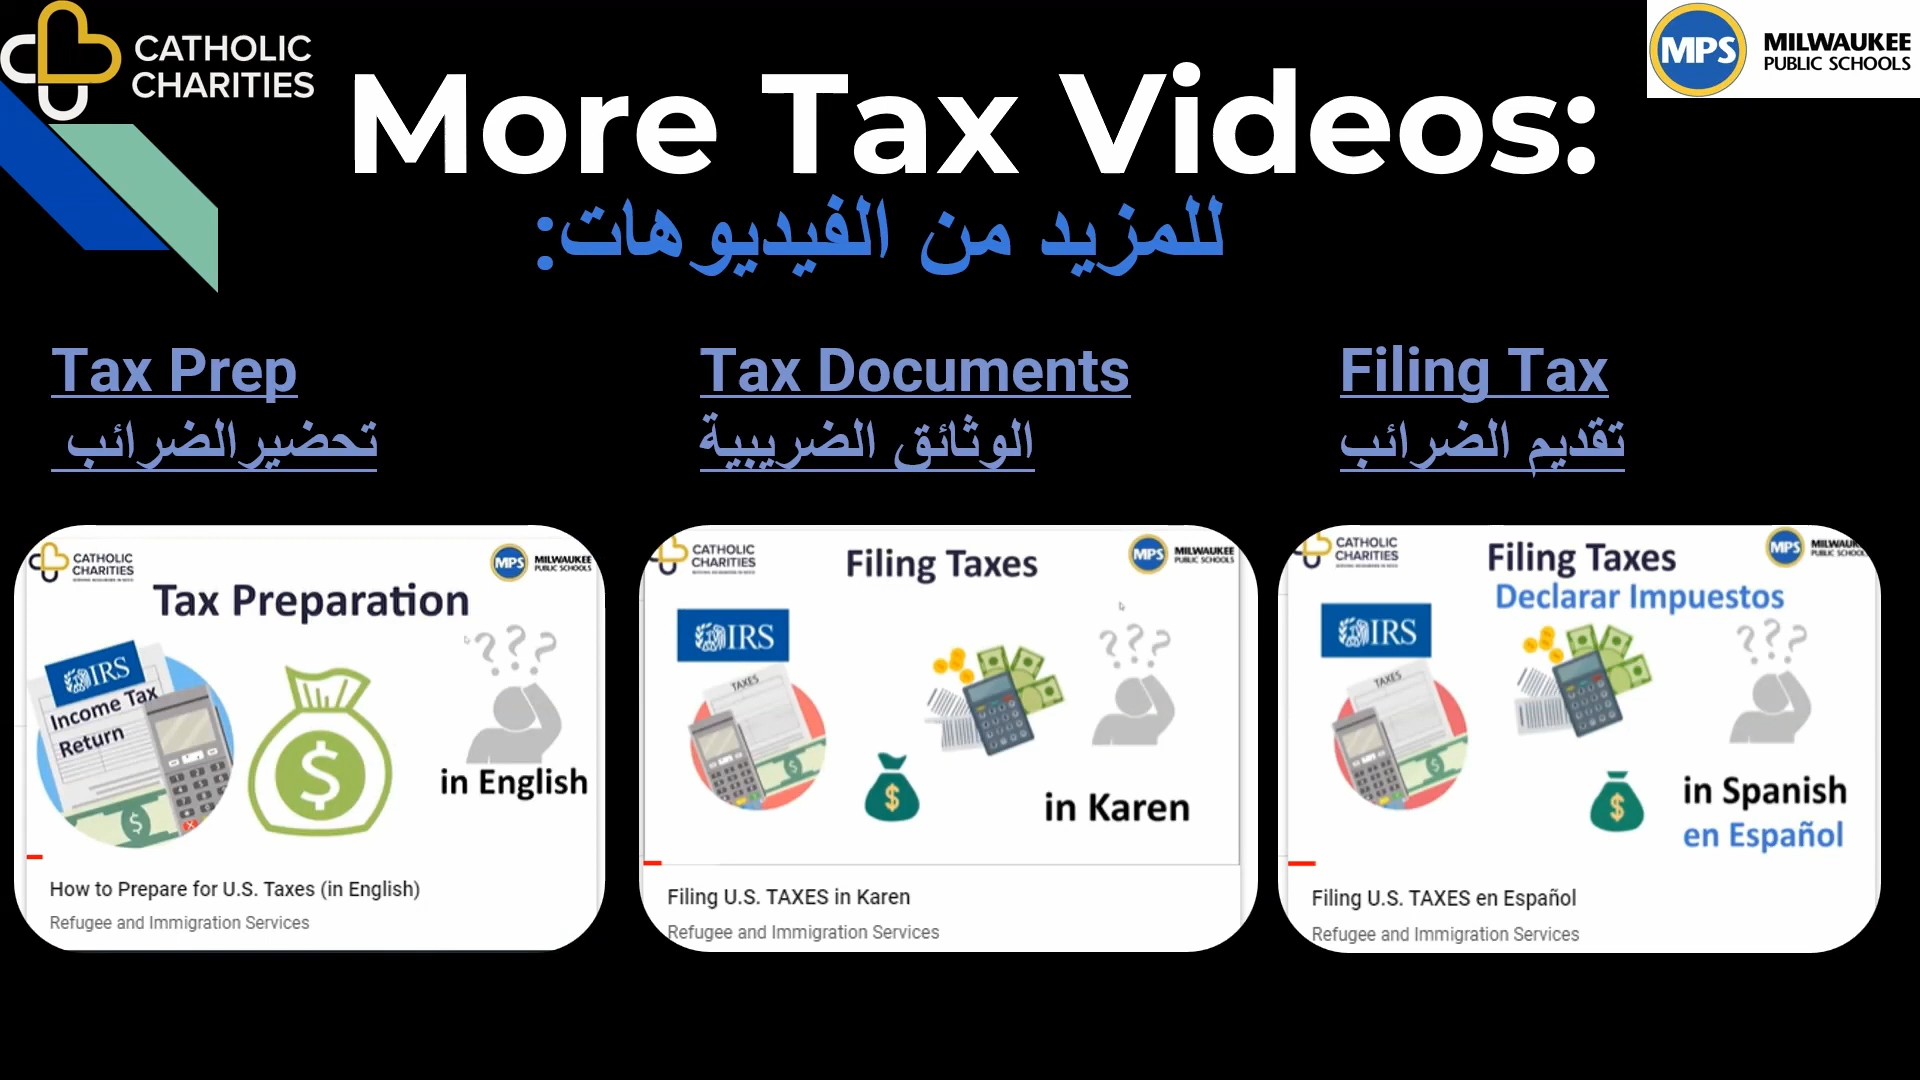 CATHOLIC
CHARITIES
MPS
MILWAUKEE
PUBLIC SCHOOLS
More Tax Videos:
للمزيد من الفيديوهات:
Tax Prep
تحضيرالضرائب
Tax Documents
الوثائق الضريبية
Filing Tax
تقديم الضرائب
CATHOLIC
CHARITIES
MPS
MILWAUKEE
PUBLIC SCHOOLS
Tax Preparation
IRS
Income Tax
Return
$
$
? ? ?
in English
How to Prepare for U.S. Taxes (in English)
Refugee and Immigration Services
CATHOLIC
CHARITIES
MPS
MILWAUKEE
PUBLIC SCHOOLS
Filing Taxes
IRS
TAXES
$
$
? ? ?
in Karen
Filing U.S. TAXES in Karen
Refugee and Immigration Services
CATHOLIC
CHARITIES
MPS
PUBLIC
Filing Taxes
Declarar Impuestos
IRS
TAXES
$
$
? ? ?
in Spanish
en Español
Filing U.S. TAXES en Español
Refugee and Immigration Services